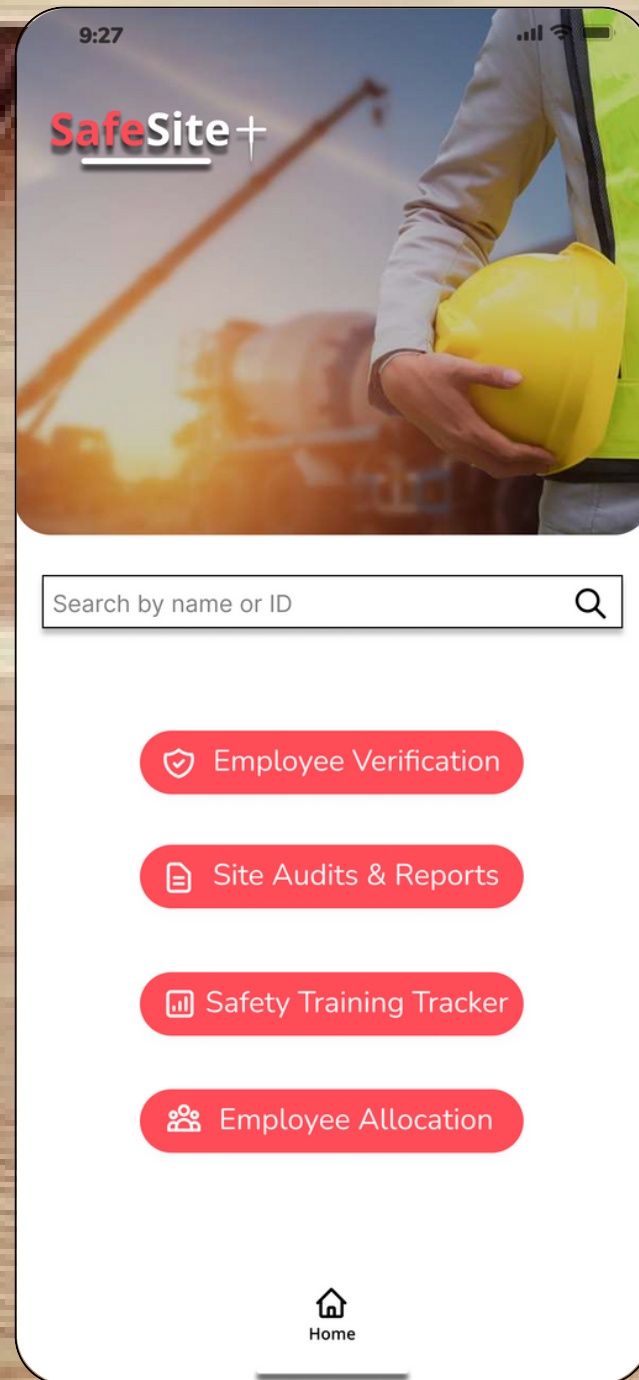 9:27
SafeSite+
Search by name or ID
Employee Verification
Site Audits & Reports
Safety Training Tracker
Employee Allocation
Home